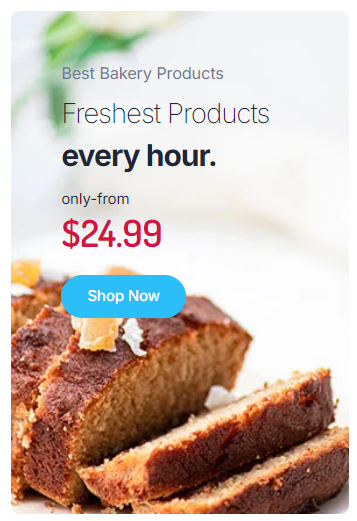 Best Bakery Products
Freshest Products
every hour.
only-from
$24.99
Shop Now